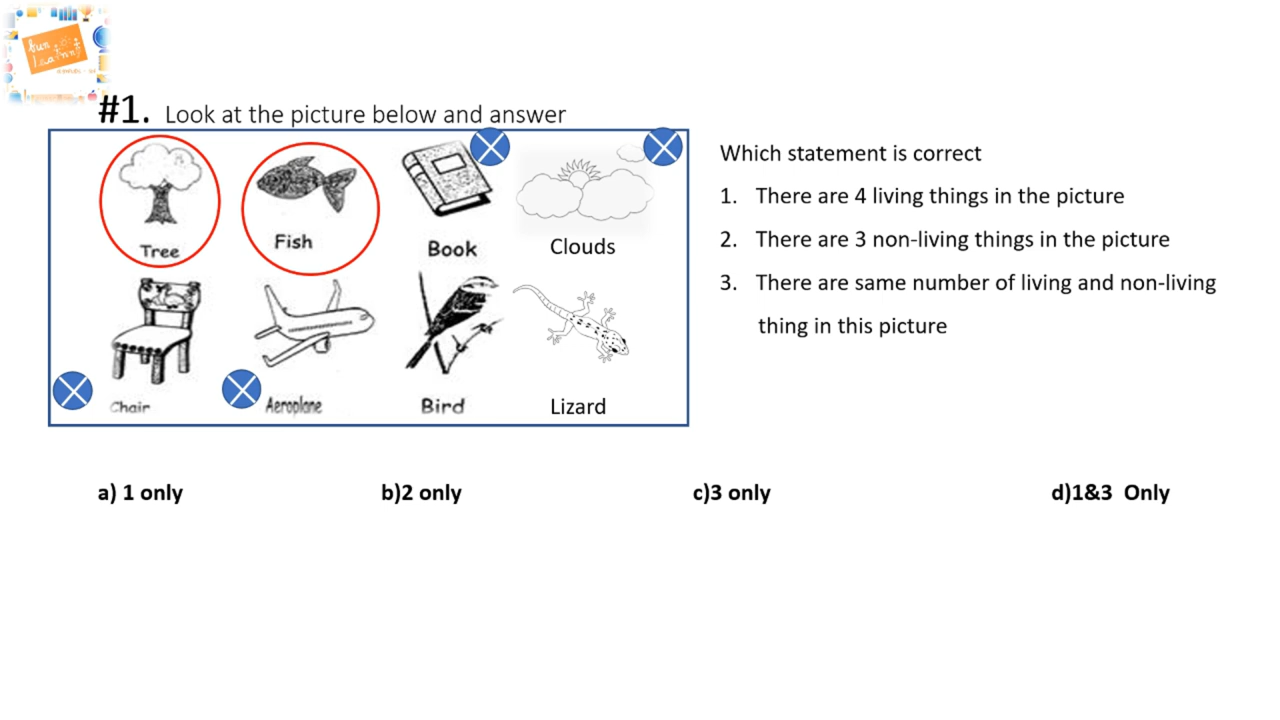 fun
learning
#1. Look at the picture below and answer
Tree
Fish
Book
Clouds
Chair
Aeroplane
Bird
Lizard
Which statement is correct
1. There are 4 living things in the picture
2. There are 3 non-living things in the picture
3. There are same number of living and non-living
thing in this picture
a) 1 only
b)2 only
c)3 only
d)1&3 Only